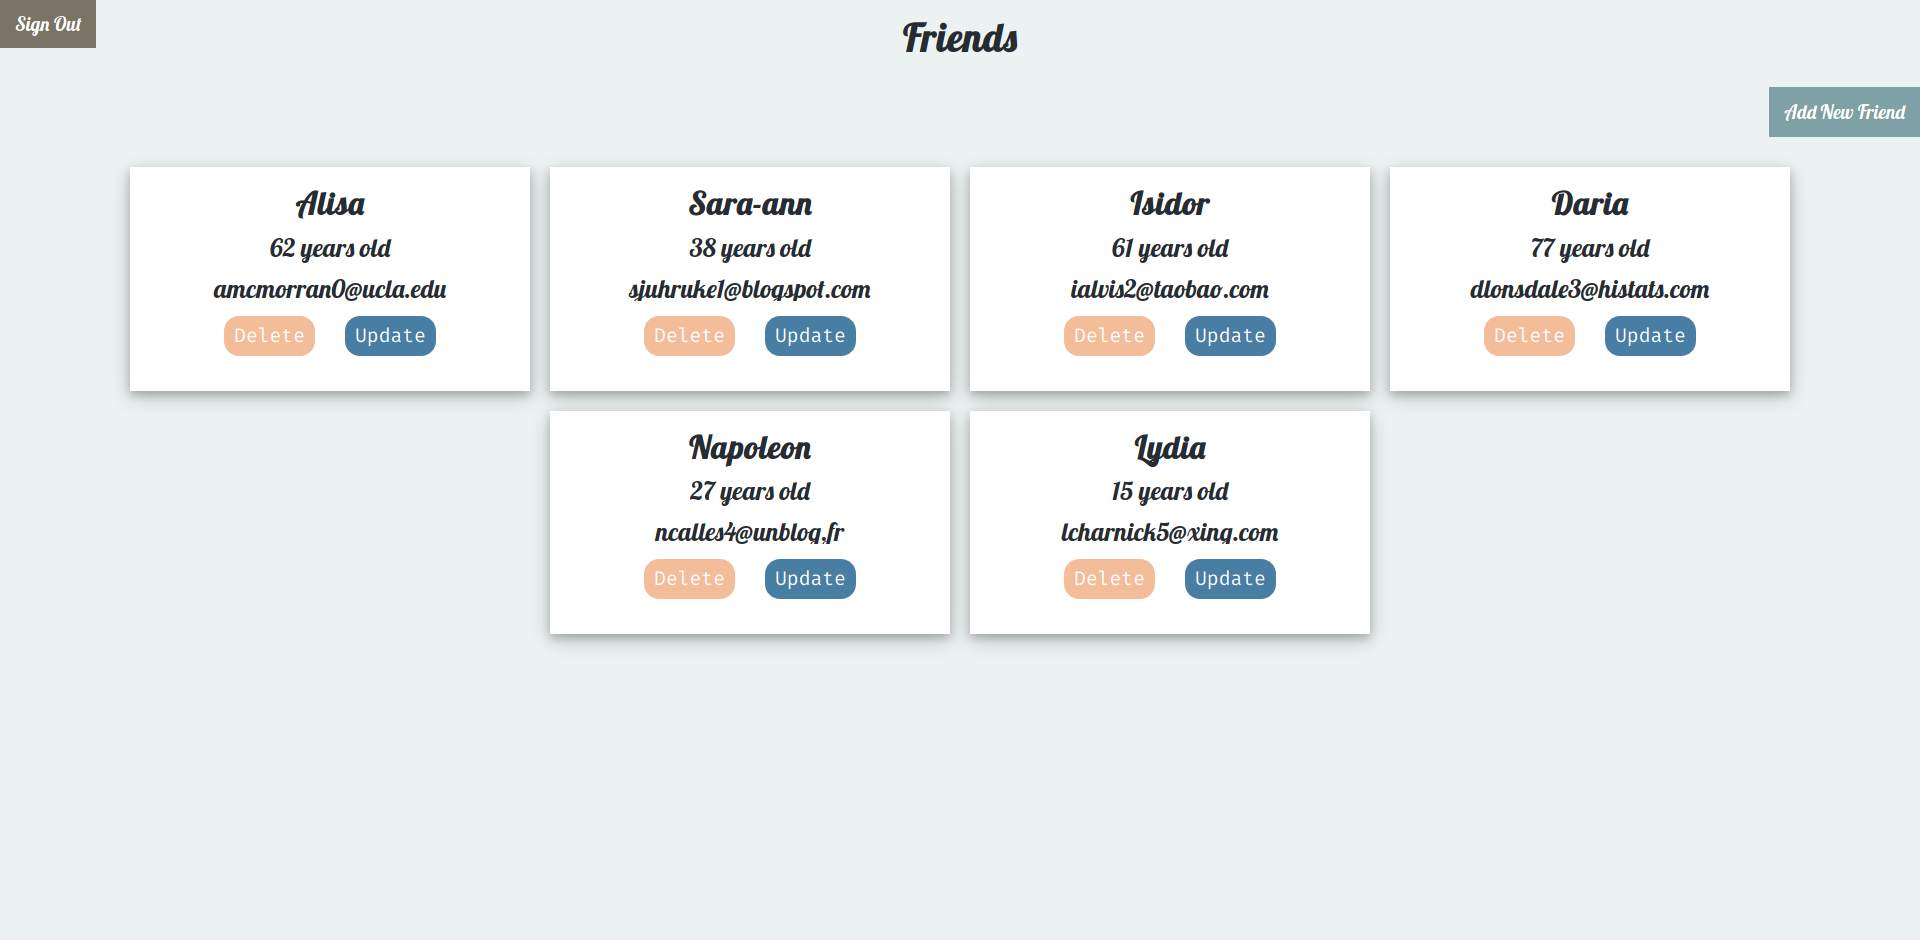 Sign Out
Friends
Add New Friend
Alisa
62 years old
amcmorran0@ucla.edu
Delete Update
Sara-ann
38 years old
sjuhruke1@blogspot.com
Delete Update
Isidor
61 years old
ialvis2@taobao.com
Delete Update
Daria
77 years old
dlonsdale3@histats.com
Delete Update
Napoleon
27 years old
ncalles4@unblog.fr
Delete Update
Lydia
15 years old
lcharnick5@xing.com
Delete Update